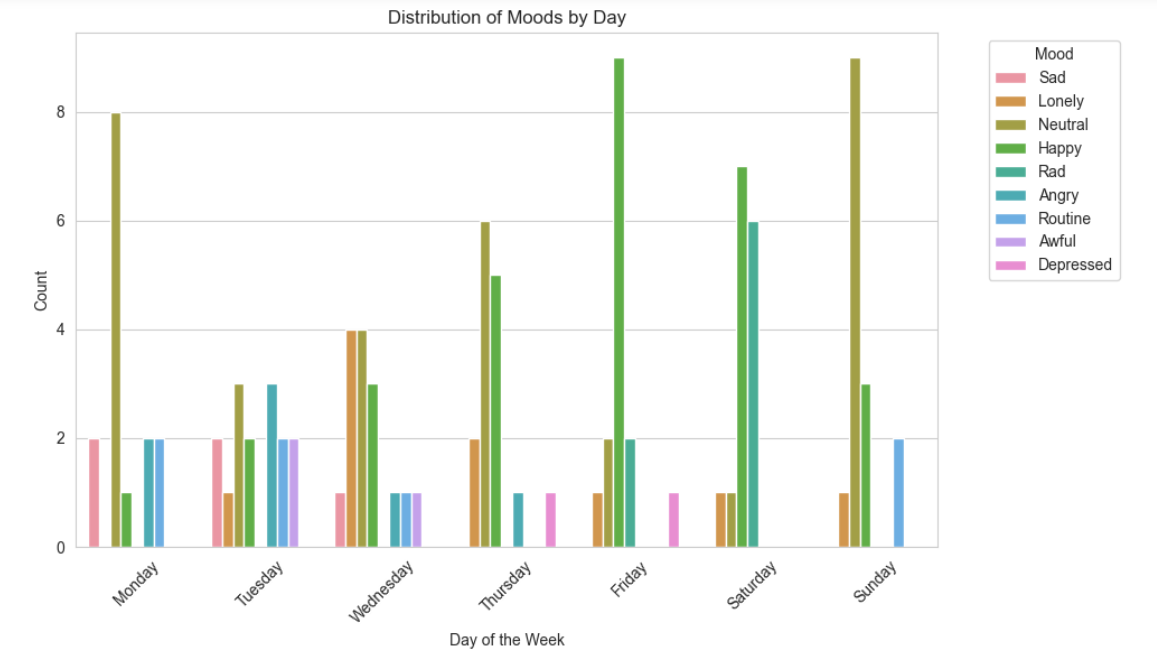 Distribution of Moods by Day
Mood
Sad
Lonely
Neutral
Happy
Rad
Angry
Routine
Awful
Depressed
Count
8
6
4
2
0
Monday
Tuesday
Wednesday
Thursday
Friday
Saturday
Sunday
Day of the Week